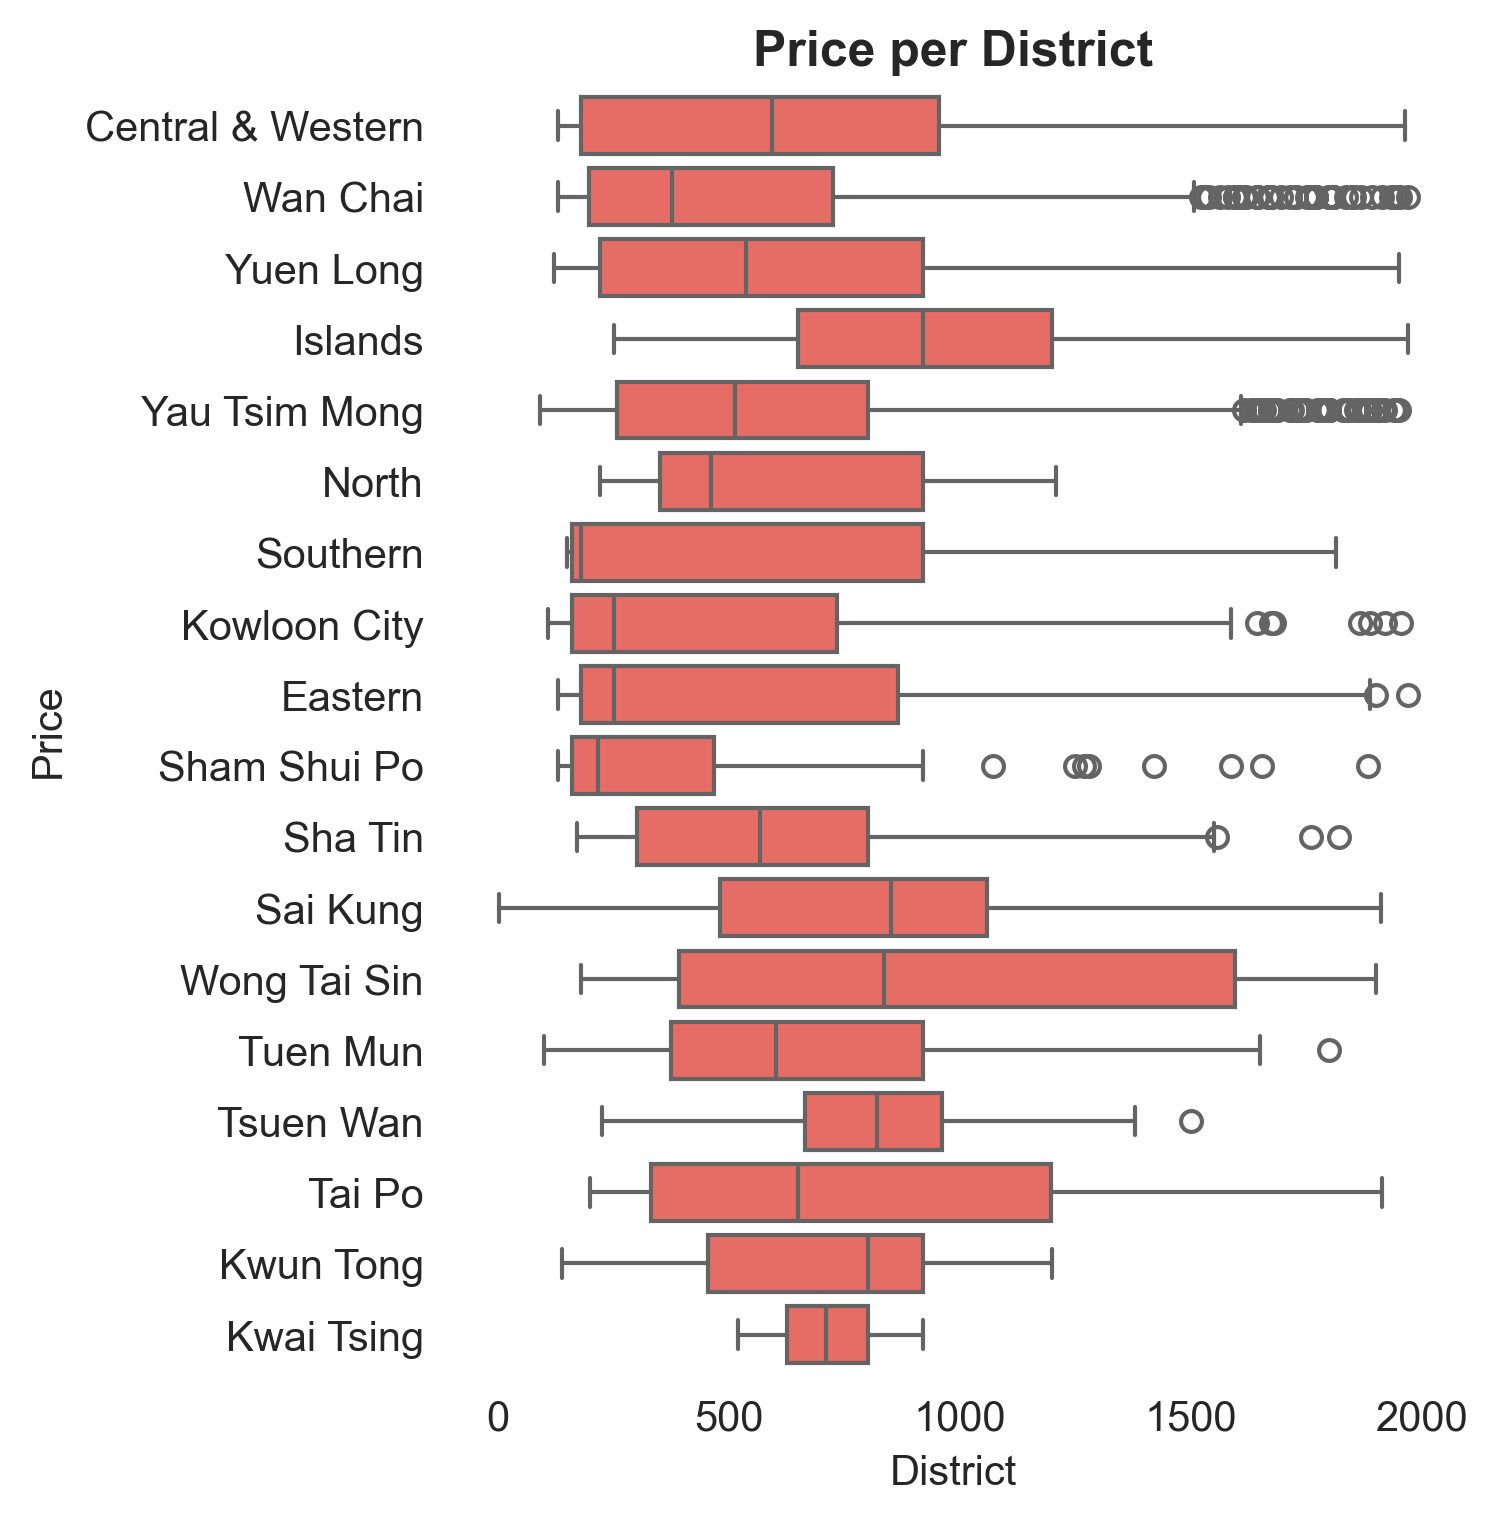 Price per District
Central & Western
Wan Chai
Yuen Long
Islands
Yau Tsim Mong
North
Southern
Kowloon City
Eastern
Sham Shui Po
Sha Tin
Sai Kung
Wong Tai Sin
Tuen Mun
Tsuen Wan
Tai Po
Kwun Tong
Kwai Tsing
Price
0 500 1000 1500 2000
District